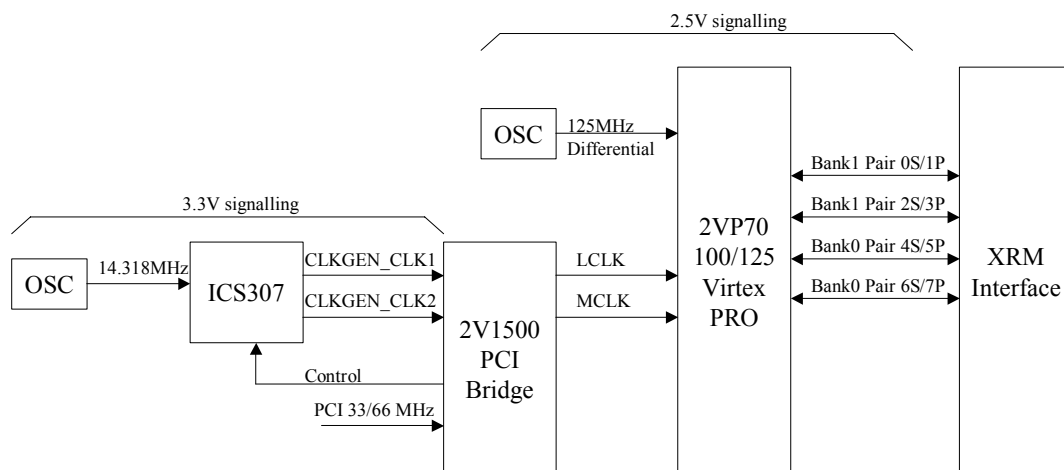 2.5V signalling
OSC
125MHz
Differential
Bank1 Pair 0S/1P
Bank1 Pair 2S/3P
Bank0 Pair 4S/5P
Bank0 Pair 6S/7P
2VP70
100/125
Virtex
PRO
XRM
Interface
3.3V signalling
OSC
14.318MHz
ICS307
CLKGEN_CLK1
CLKGEN_CLK2
Control
PCI 33/66 MHz
2V1500
PCI
Bridge
LCLK
MCLK